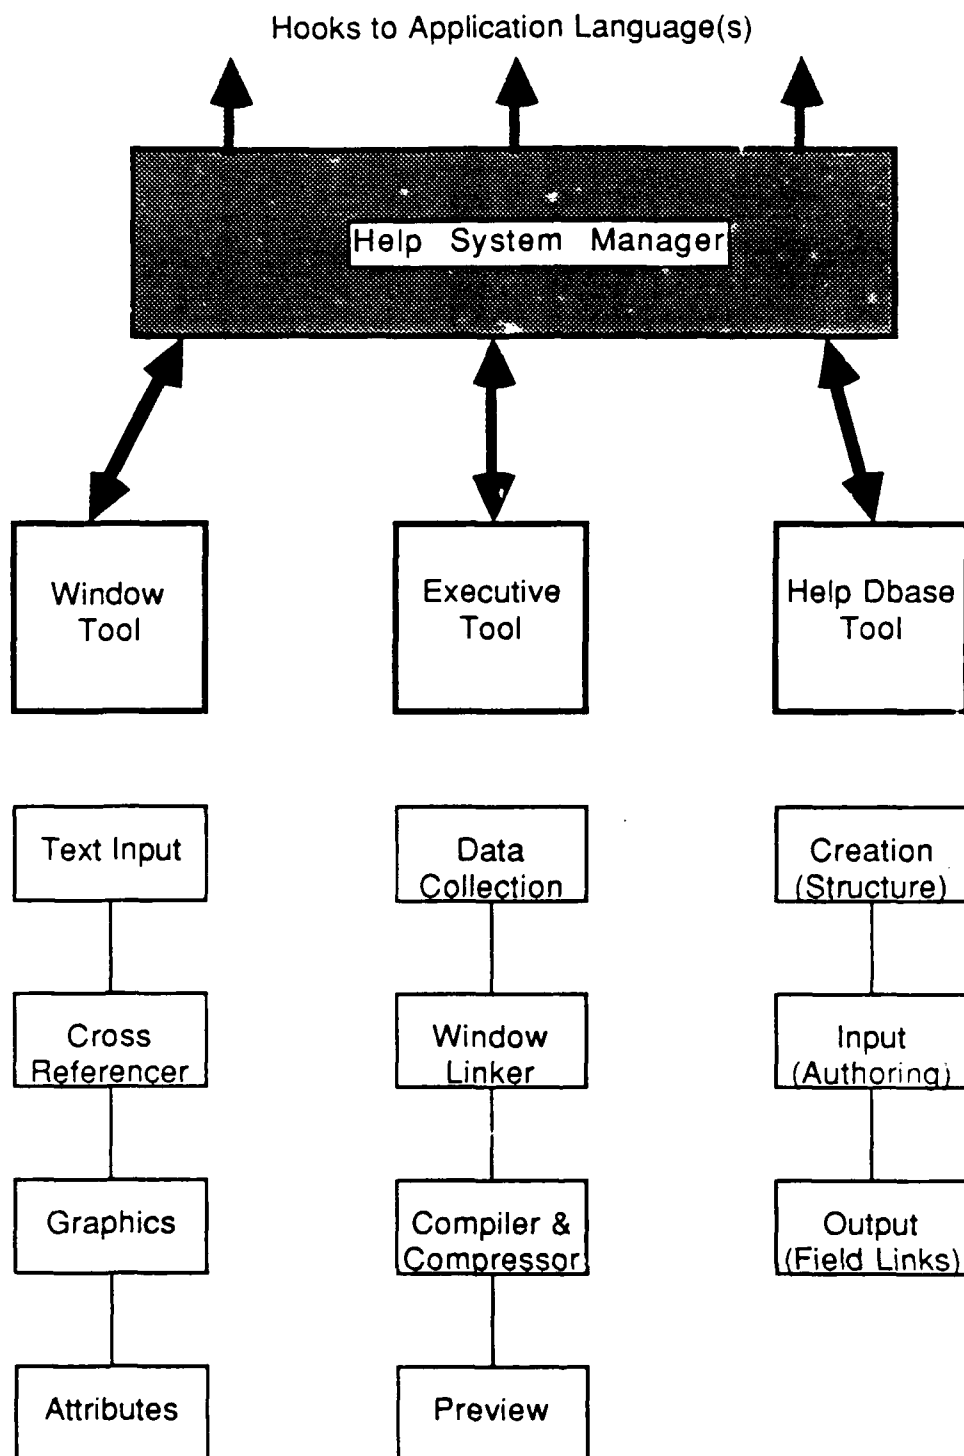 Hooks to Application Language(s)
Help System Manager
Window
Tool
Executive
Tool
Help Dbase
Tool
Text Input
Cross
Referencer
Graphics
Attributes
Data
Collection
Window
Linker
Compiler &
Compressor
Preview
Creation
(Structure)
Input
(Authoring)
Output
(Field Links)